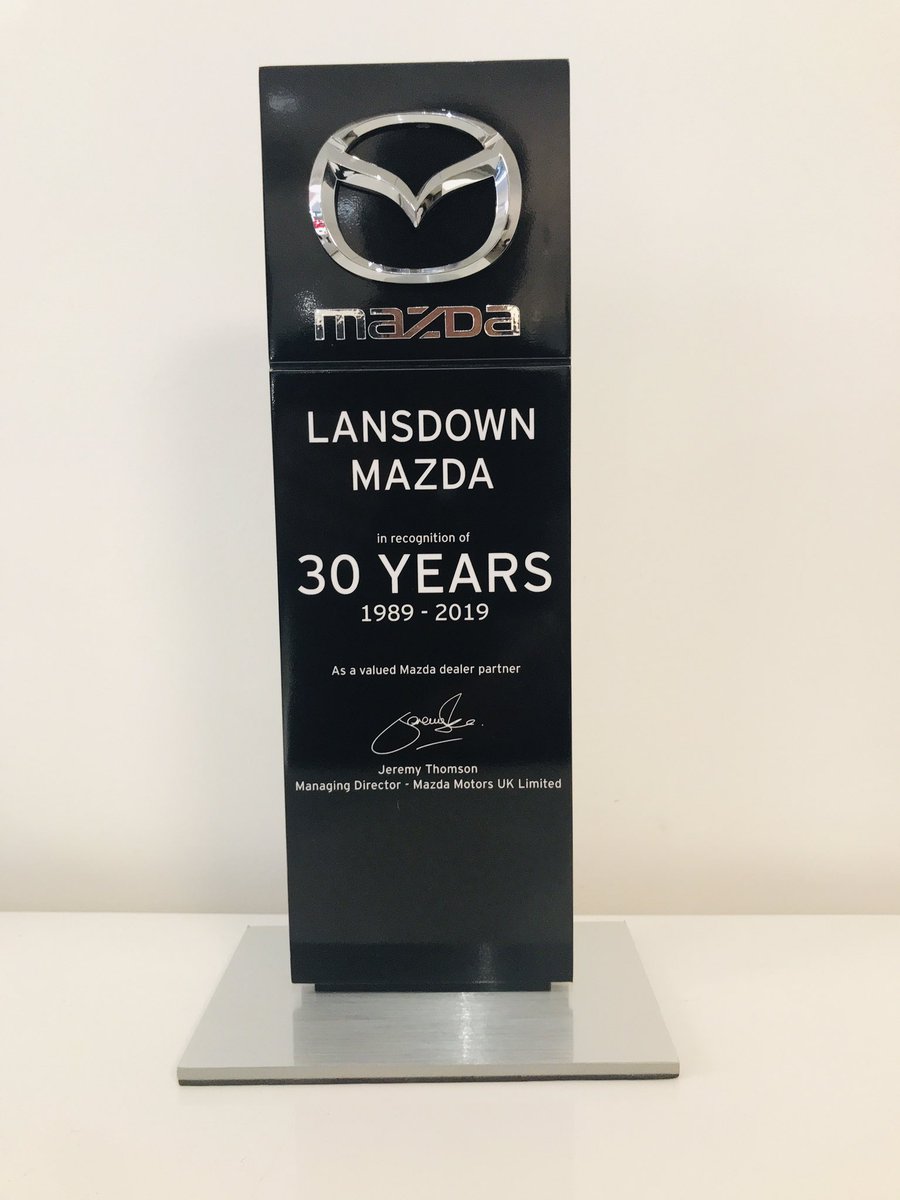 mazda
LANSDOWN
MAZDA
in recognition of
30 YEARS
1989 - 2019
As a valued Mazda dealer partner
Jeremy Thomson
Managing Director - Mazda Motors UK Limited